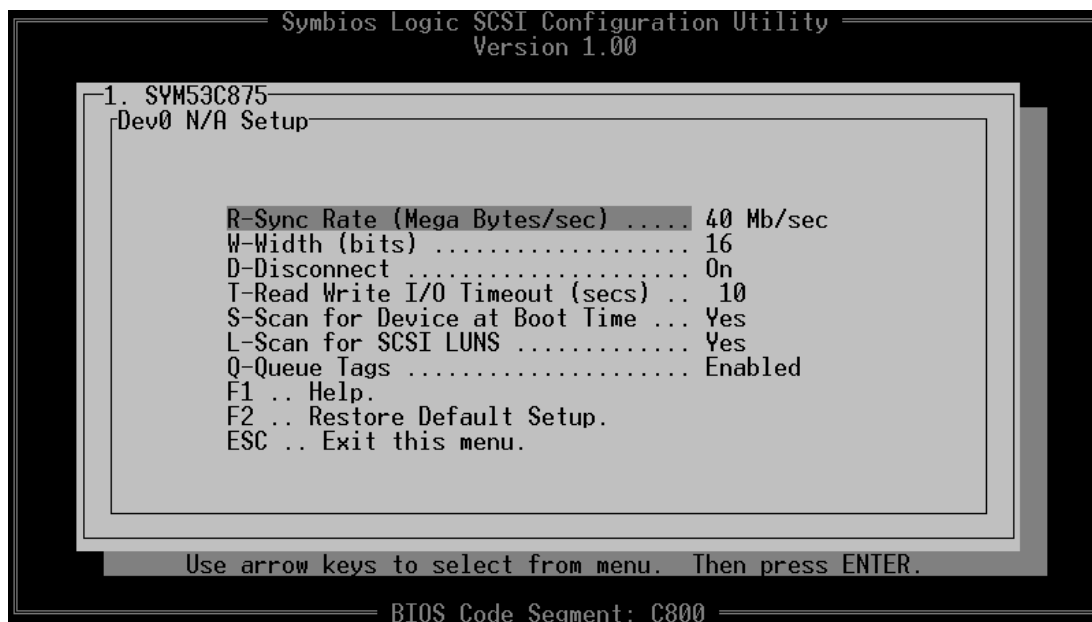 Symbios Logic SCSI Configuration Utility
Version 1.00
1. SYM53C875
Dev0 N/A Setup
R-Sync Rate (Mega Bytes/sec) ..... 40 Mb/sec
W-Width (bits) ................... 16
D-Disconnect ..................... On
T-Read Write I/O Timeout (secs) .. 10
S-Scan for Device at Boot Time ... Yes
L-Scan for SCSI LUNS ............. Yes
Q-Queue Tags ..................... Enabled
F1 .. Help.
F2 .. Restore Default Setup.
ESC .. Exit this menu.
Use arrow keys to select from menu. Then press ENTER.
BIOS Code Segment: C800